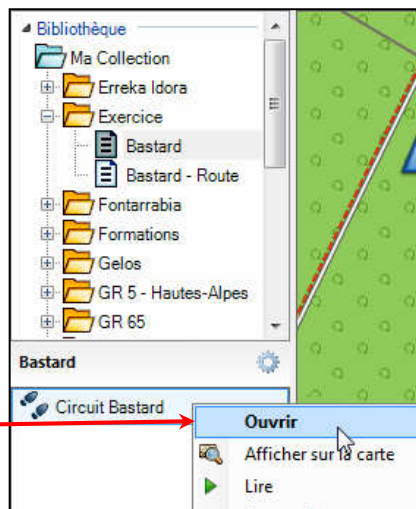 Bibliothèque
Ma Collection
Erreka Idora
Exercice
Bastard
Bastard - Route
Fontarrabia
Formations
Gelos
GR 5 - Hautes-Alpes
GR 65
Bastard
Circuit Bastard
Ouvrir
Afficher sur la carte
Lire